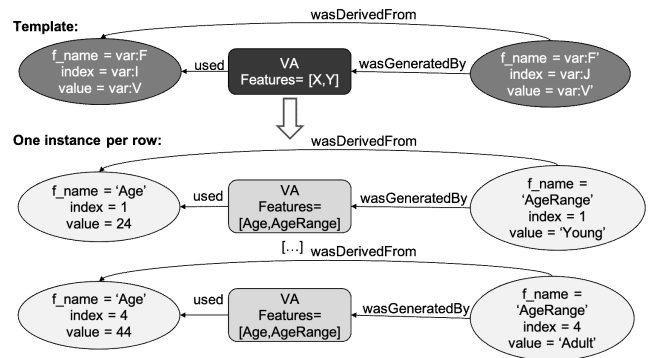 wasDerivedFrom
Template:
f_name = var:F
index = var:I
value = var:V
used
VA
Features= [X,Y]
wasGeneratedBy
f_name = var:F’
index = var:J
value = var:V’
One instance per row:
wasDerivedFrom
f_name = ‘Age’
index = 1
value = 24
used
VA
Features=
[Age,AgeRange]
wasGeneratedBy
f_name =
‘AgeRange’
index = 1
value = ‘Young’
[…]
wasDerivedFrom
f_name = ‘Age’
index = 4
value = 44
used
VA
Features=
[Age,AgeRange]
wasGeneratedBy
f_name =
‘AgeRange’
index = 4
value = ‘Adult’